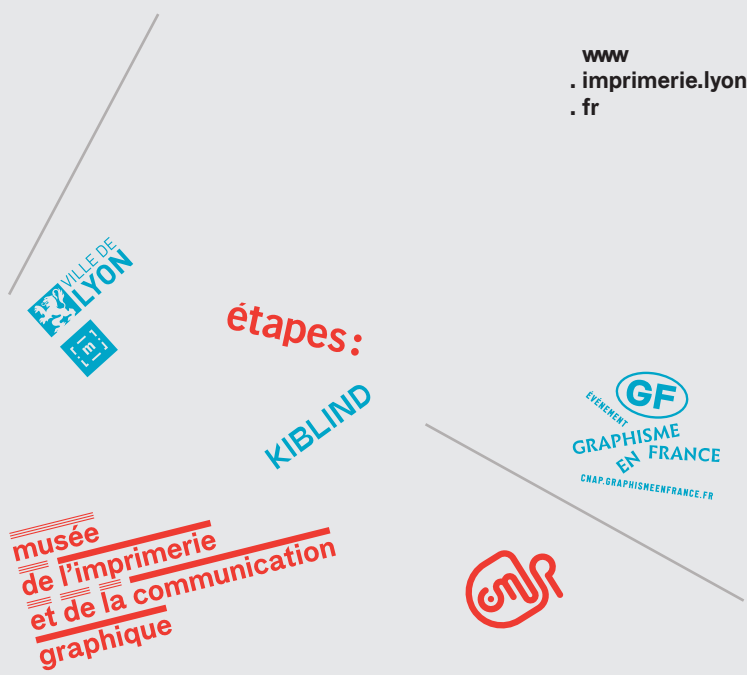 www
. imprimerie.lyon
. fr
VILLE DE
LYON
m
étapes:
KIBLIND
GF
ÉVÉNEMENT
GRAPHISME
EN FRANCE
CNAP.GRAPHISMEENFRANCE.FR
musée
de l'imprimerie
et de la communication
graphique